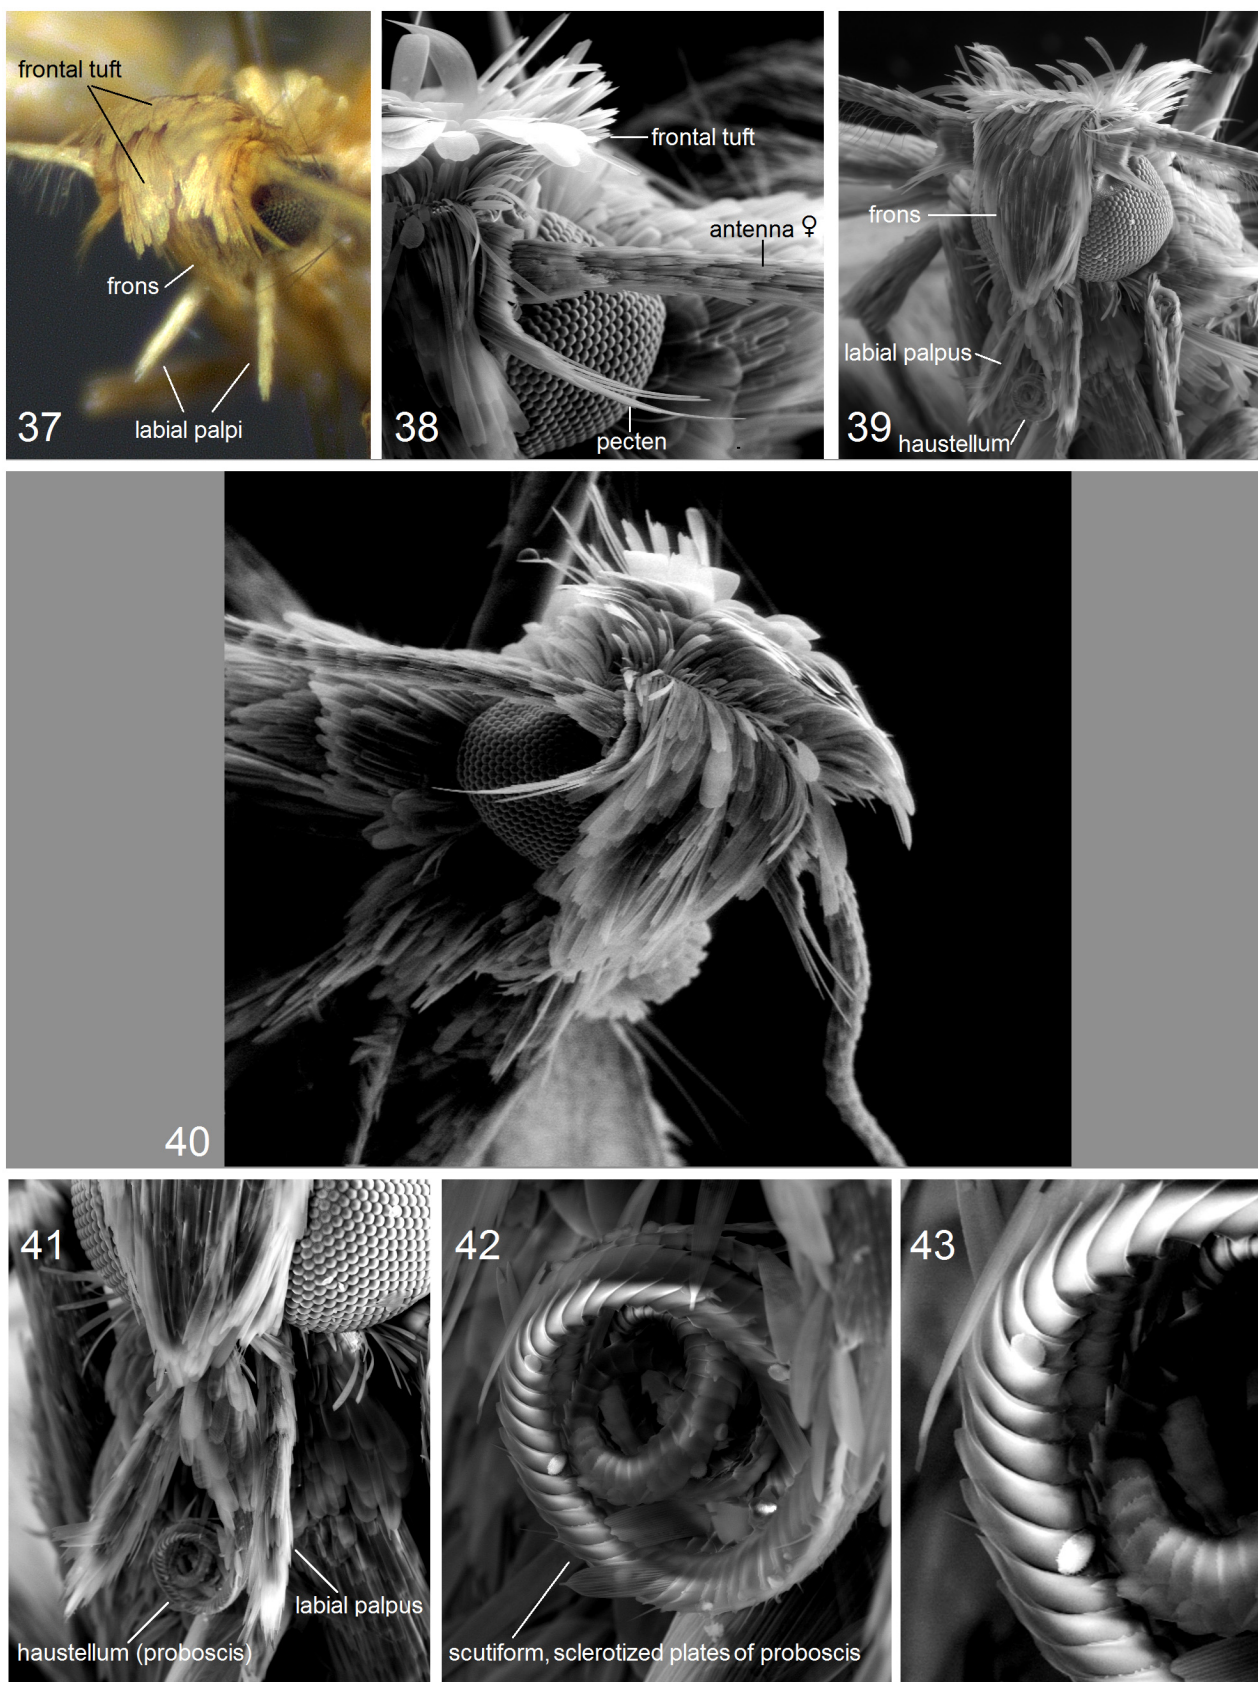 frontal tuft
frons
labial palpi
37
frontal tuft
antenna ♀
pecten
38
frons
labial palpus
haustellum
39
40
41
labial palpus
haustellum (proboscis)
42
scutiform, sclerotized plates of proboscis
43